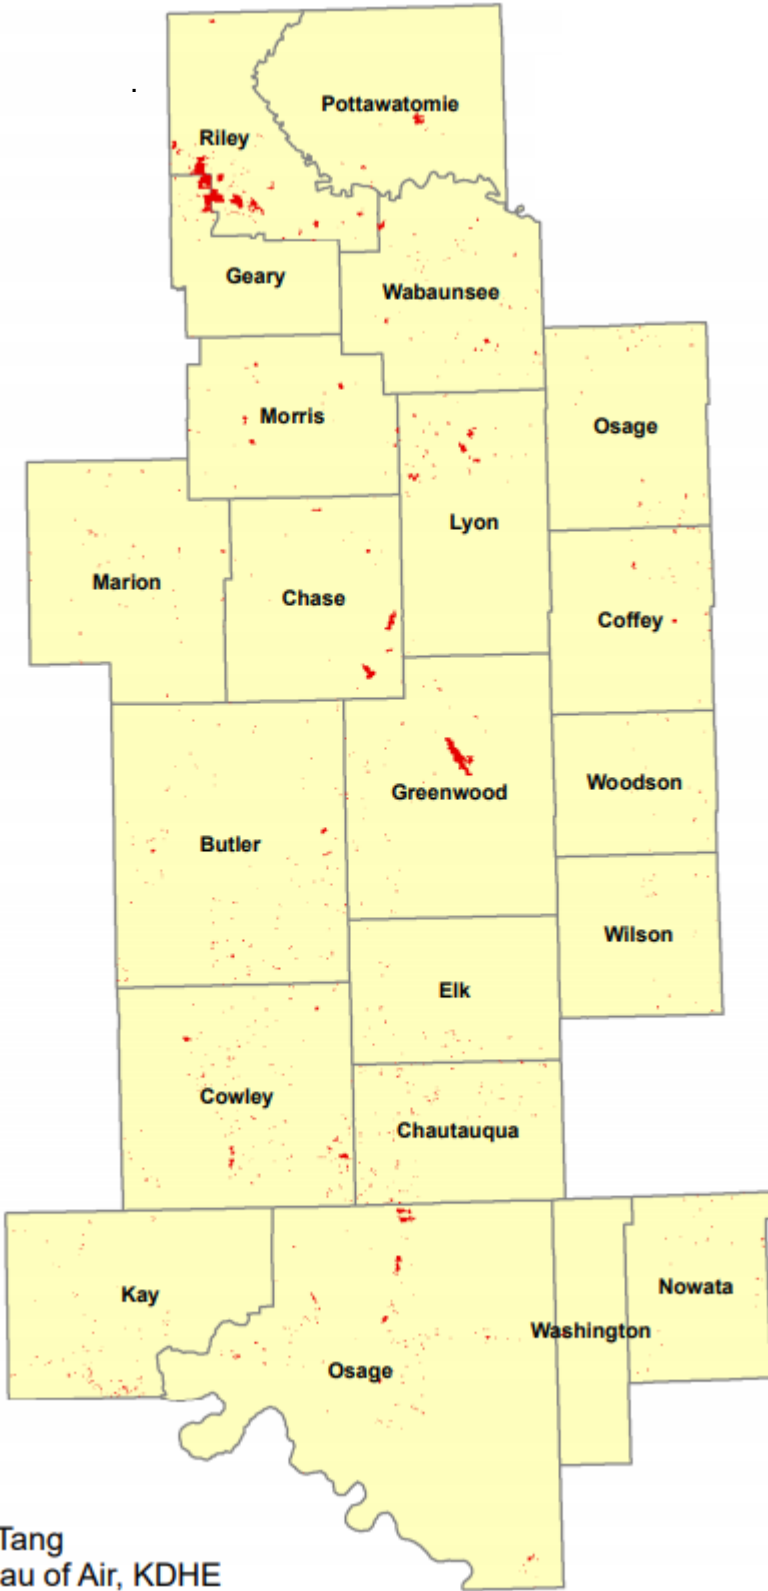 Pottawatomie
Riley
Geary
Wabaunsee
Morris
Osage
Lyon
Marion
Chase
Coffey
Greenwood
Woodson
Butler
Wilson
Elk
Cowley
Chautauqua
Kay
Nowata
Washington
Osage
Tang
au of Air, KDHE